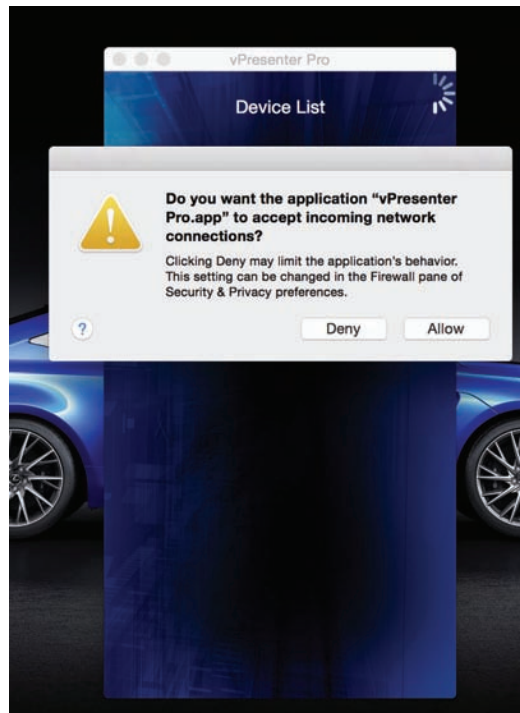 vPresenter Pro
Device List
Do you want the application “vPresenter
Pro.app” to accept incoming network
connections?
Clicking Deny may limit the application’s behavior.
This setting can be changed in the Firewall pane of
Security & Privacy preferences.
?
Deny
Allow